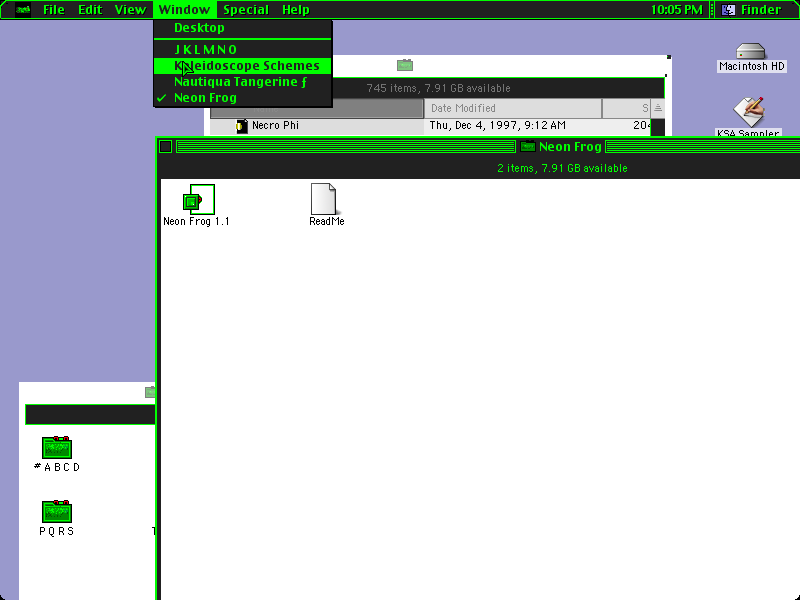 File Edit View Window Special Help 10:05 PM Finder
Desktop
J K L M N O
Kaleidoscope Schemes
Nautiqua Tangerine ƒ
✓ Neon Frog
Macintosh HD
745 items, 7.91 GB available
Date Modified S
Necro Phi Thu, Dec 4, 1997, 9:12 AM 204
KSA Sampler
Neon Frog
2 items, 7.91 GB available
Neon Frog 1.1 ReadMe
# A B C D
P Q R S T